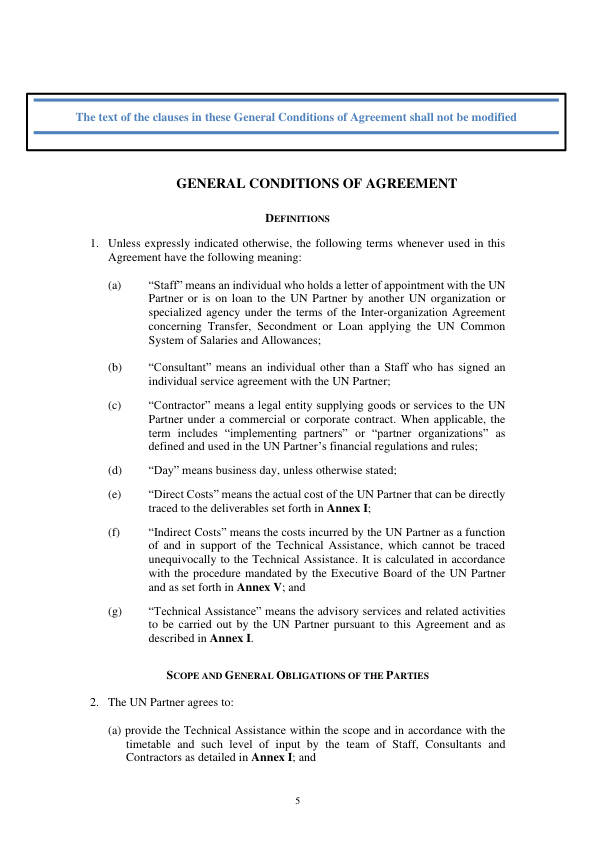 The text of the clauses in these General Conditions of Agreement shall not be modified
GENERAL CONDITIONS OF AGREEMENT
DEFINITIONS
1. Unless expressly indicated otherwise, the following terms whenever used in this
Agreement have the following meaning:
(a) “Staff” means an individual who holds a letter of appointment with the UN
Partner or is on loan to the UN Partner by another UN organization or
specialized agency under the terms of the Inter-organization Agreement
concerning Transfer, Secondment or Loan applying the UN Common
System of Salaries and Allowances;
(b) “Consultant” means an individual other than a Staff who has signed an
individual service agreement with the UN Partner;
(c) “Contractor” means a legal entity supplying goods or services to the UN
Partner under a commercial or corporate contract. When applicable, the
term includes “implementing partners” or “partner organizations” as
defined and used in the UN Partner’s financial regulations and rules;
(d) “Day” means business day, unless otherwise stated;
(e) “Direct Costs” means the actual cost of the UN Partner that can be directly
traced to the deliverables set forth in Annex I;
(f) “Indirect Costs” means the costs incurred by the UN Partner as a function
of and in support of the Technical Assistance, which cannot be traced
unequivocally to the Technical Assistance. It is calculated in accordance
with the procedure mandated by the Executive Board of the UN Partner
and as set forth in Annex V; and
(g) “Technical Assistance” means the advisory services and related activities
to be carried out by the UN Partner pursuant to this Agreement and as
described in Annex I.
SCOPE AND GENERAL OBLIGATIONS OF THE PARTIES
2. The UN Partner agrees to:
(a) provide the Technical Assistance within the scope and in accordance with the
timetable and such level of input by the team of Staff, Consultants and
Contractors as detailed in Annex I; and
5